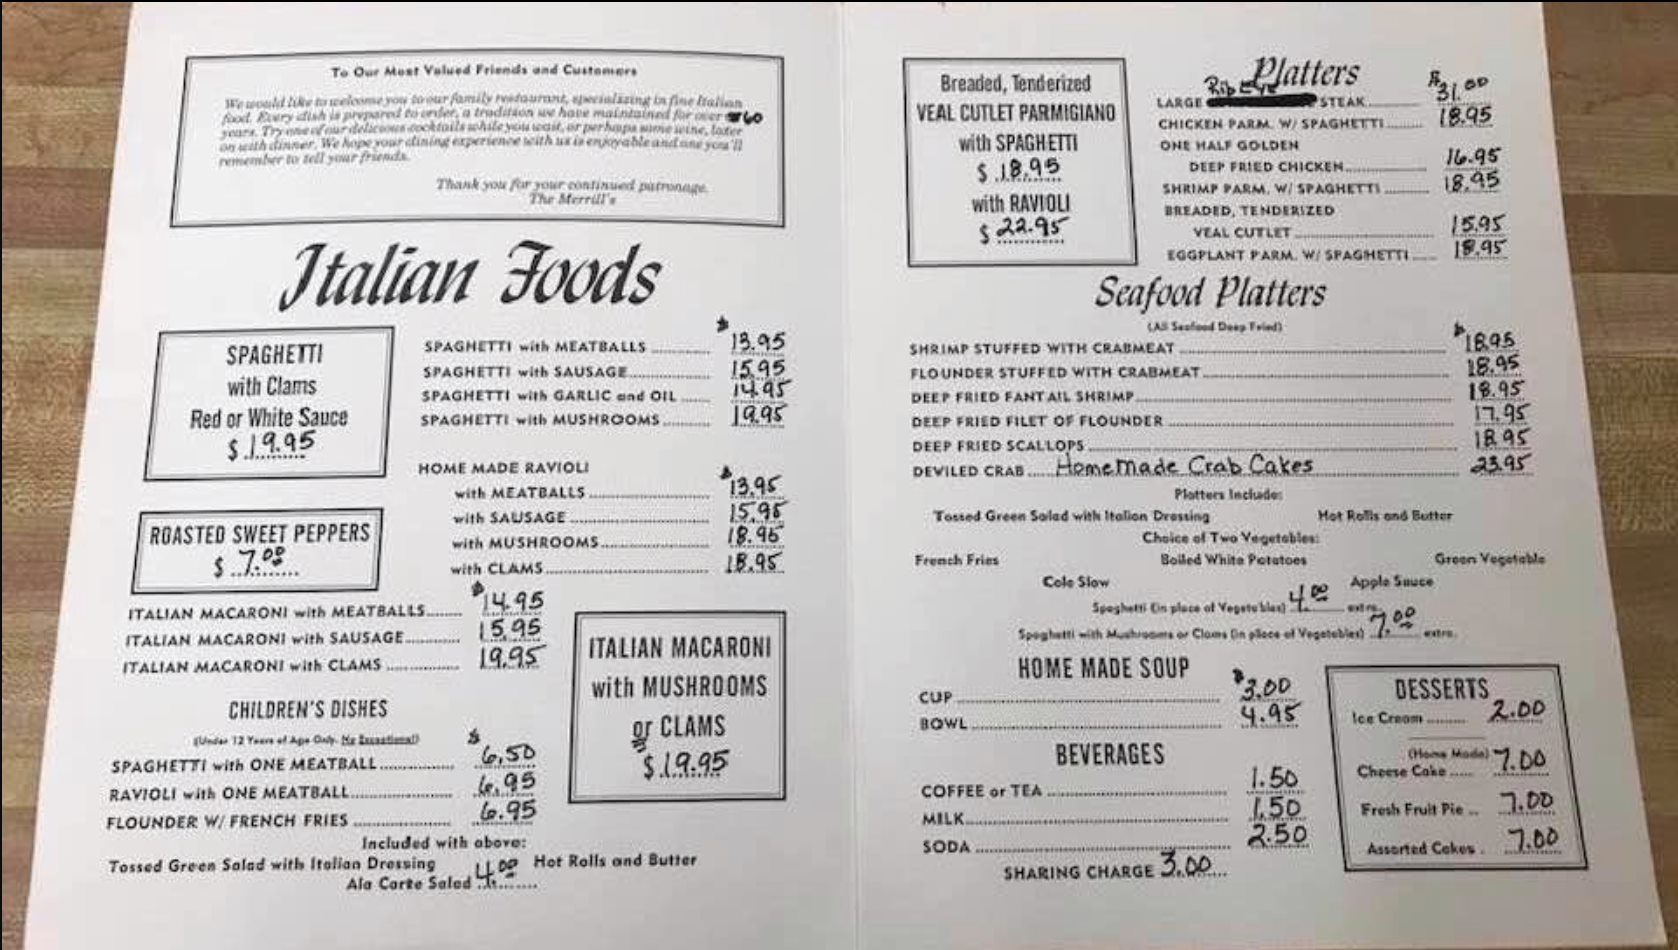 To Our Most Valued Friends and Customers
We would like to welcome you to our family restaurant, specializing in fine Italian
food. Every dish is prepared to order, a tradition we have maintained for over 60
years. Try one of our delicious cocktails while you wait, or perhaps some wine, later
on with dinner. We hope your dining experience with us is enjoyable and one you'll
remember to tell your friends.
Thank you for your continued patronage.
The Merrill's
Italian Foods
SPAGHETTI
with Clams
Red or White Sauce
$ 19.95
$
SPAGHETTI with MEATBALLS 13.95
SPAGHETTI with SAUSAGE 15.95
SPAGHETTI with GARLIC and OIL 14.95
SPAGHETTI with MUSHROOMS 19.95
HOME MADE RAVIOLI $
with MEATBALLS 13.95
with SAUSAGE 15.95
with MUSHROOMS 18.95
with CLAMS 18.95
ROASTED SWEET PEPPERS
$ 7.00
$
ITALIAN MACARONI with MEATBALLS 14.95
ITALIAN MACARONI with SAUSAGE 15.95
ITALIAN MACARONI with CLAMS 19.95
ITALIAN MACARONI
with MUSHROOMS
or CLAMS
$ 19.95
CHILDREN'S DISHES
(Under 12 Years of Age Only. No Exceptions!) $
SPAGHETTI with ONE MEATBALL 6.50
RAVIOLI with ONE MEATBALL 6.95
FLOUNDER W/ FRENCH FRIES 6.95
Included with above:
Tossed Green Salad with Italian Dressing Hot Rolls and Butter
Ala Carte Salad 4.00
Breaded, Tenderized
VEAL CUTLET PARMIGIANO
with SPAGHETTI
$ 18.95
with RAVIOLI
$ 22.95
Platters
LARGE Rib Eye STEAK $ 31.00
CHICKEN PARM. W/ SPAGHETTI 18.95
ONE HALF GOLDEN
DEEP FRIED CHICKEN 16.95
SHRIMP PARM. W/ SPAGHETTI 18.95
BREADED, TENDERIZED
VEAL CUTLET 15.95
EGGPLANT PARM. W/ SPAGHETTI 18.95
Seafood Platters
(All Seafood Deep Fried) $
SHRIMP STUFFED WITH CRABMEAT 18.95
FLOUNDER STUFFED WITH CRABMEAT 18.95
DEEP FRIED FANTAIL SHRIMP 18.95
DEEP FRIED FILET OF FLOUNDER 17.95
DEEP FRIED SCALLOPS 18.95
DEVILED CRAB Homemade Crab Cakes 23.95
Platters Include:
Tossed Green Salad with Italian Dressing Hot Rolls and Butter
Choice of Two Vegetables:
French Fries Boiled White Potatoes Green Vegetable
Cole Slaw Apple Sauce
Spaghetti (in place of Vegetables) 4.00 extra.
Spaghetti with Mushrooms or Clams (in place of Vegetables) 7.00 extra.
HOME MADE SOUP
CUP $ 3.00
BOWL 4.95
BEVERAGES
COFFEE or TEA 1.50
MILK 1.50
SODA 2.50
SHARING CHARGE 3.00
DESSERTS
Ice Cream 2.00
(Home Made)
Cheese Cake 7.00
Fresh Fruit Pie 7.00
Assorted Cakes 7.00